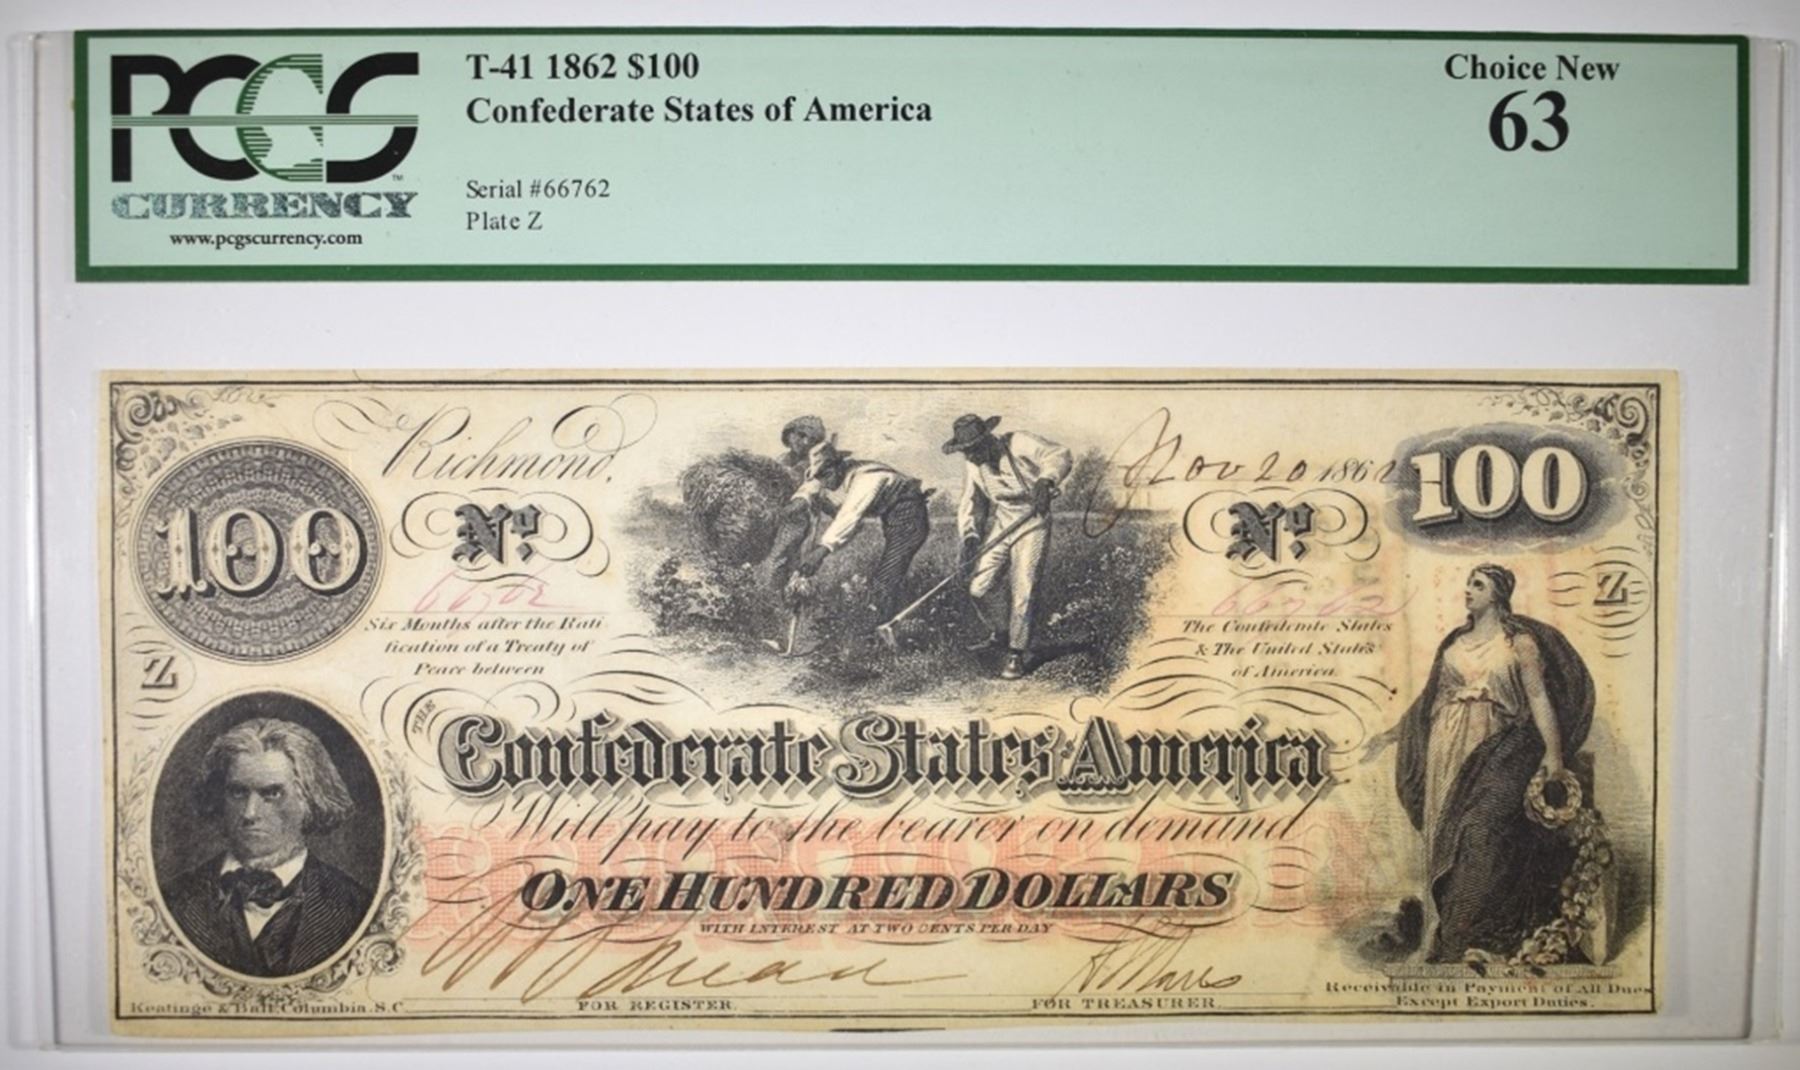 PCGS
™
CURRENCY
www.pcgscurrency.com
T-41 1862 $100
Confederate States of America
Serial #66762
Plate Z
Choice New
63
Richmond, Nov 20 1862
100
100
No. No.
66762 66762
Six Months after the Rati
fication of a Treaty of
Peace between
The Confederate States
& The United States
of America.
Z
Z
THE
Confederate States America
Will pay to the bearer on demand
ONE HUNDRED DOLLARS
WITH INTEREST AT TWO CENTS PER DAY
FOR REGISTER.
FOR TREASURER.
Keatinge & Ball, Columbia. S.C.
Receivable in Payment of All Dues
Except Export Duties.